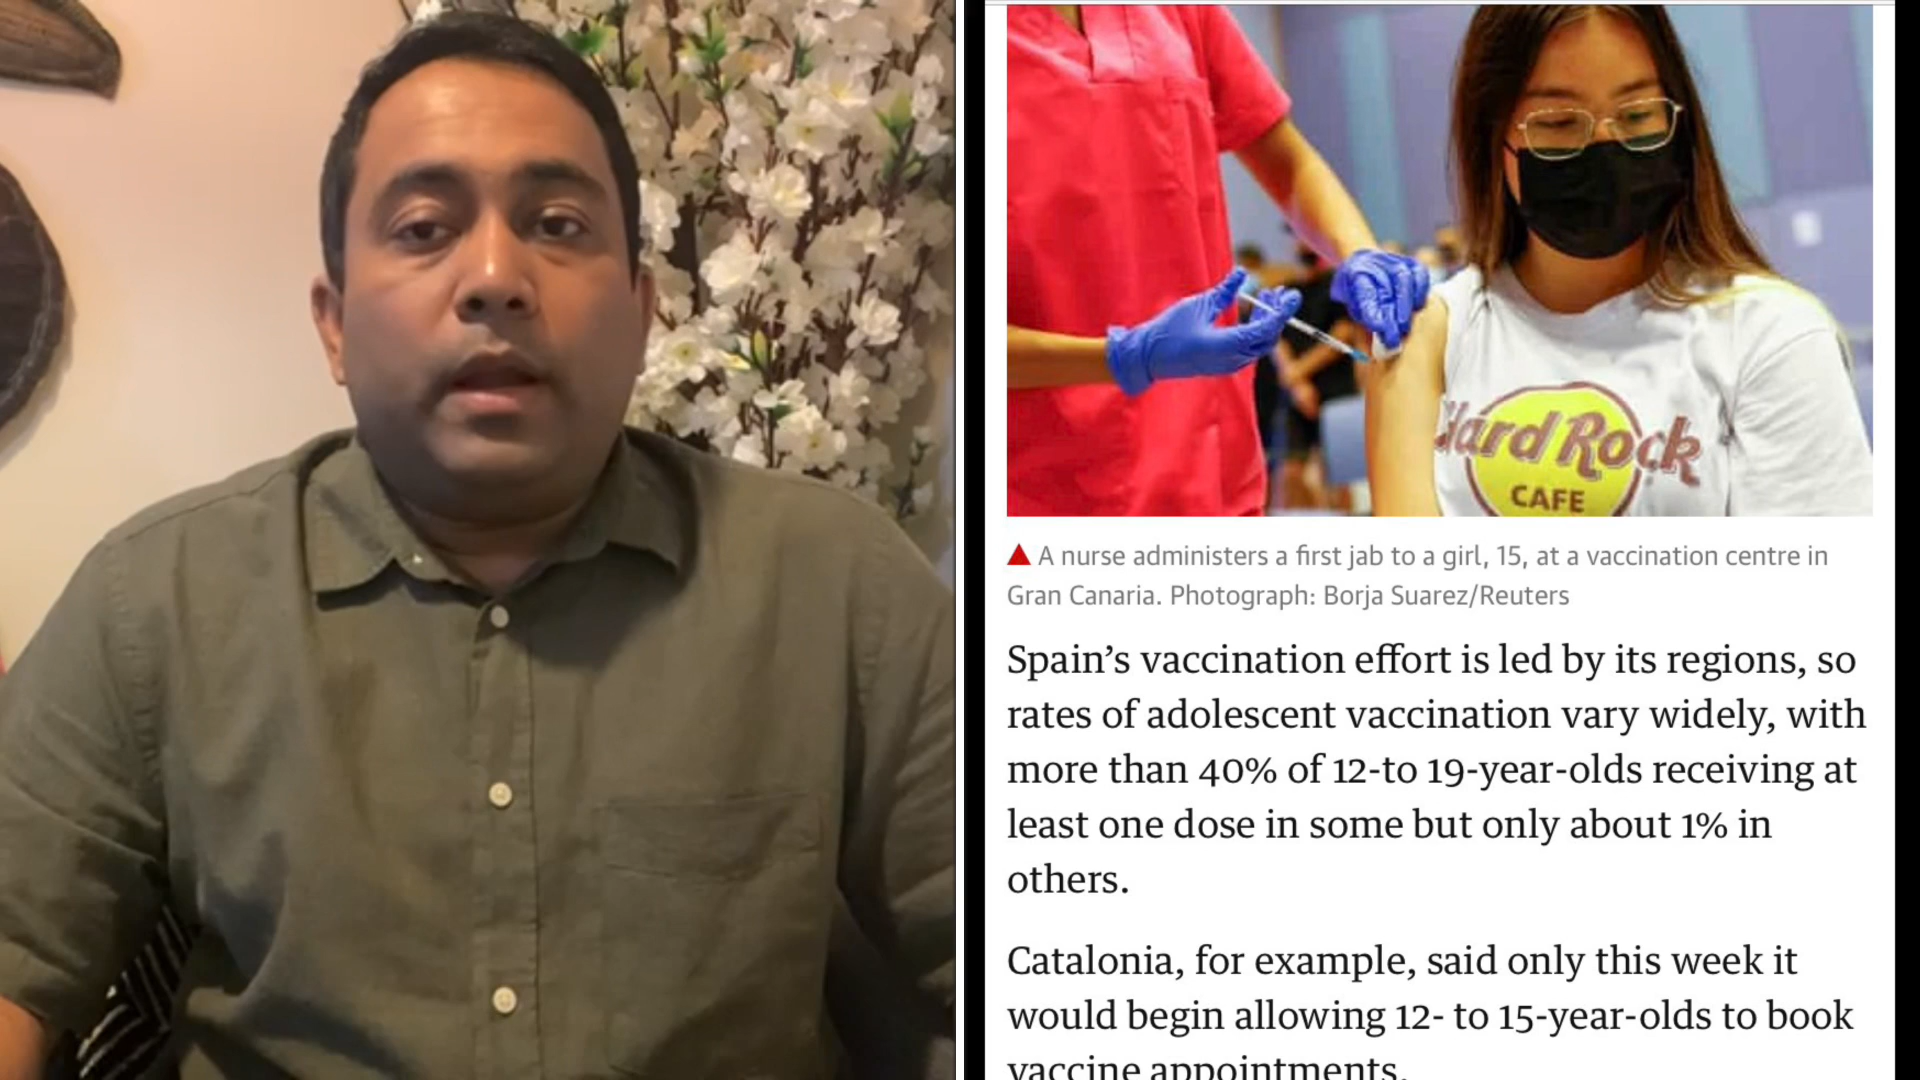 Hard Rock
CAFE
A nurse administers a first jab to a girl, 15, at a vaccination centre in
Gran Canaria. Photograph: Borja Suarez/Reuters
Spain’s vaccination effort is led by its regions, so
rates of adolescent vaccination vary widely, with
more than 40% of 12-to 19-year-olds receiving at
least one dose in some but only about 1% in
others.
Catalonia, for example, said only this week it
would begin allowing 12- to 15-year-olds to book
vaccine appointments.